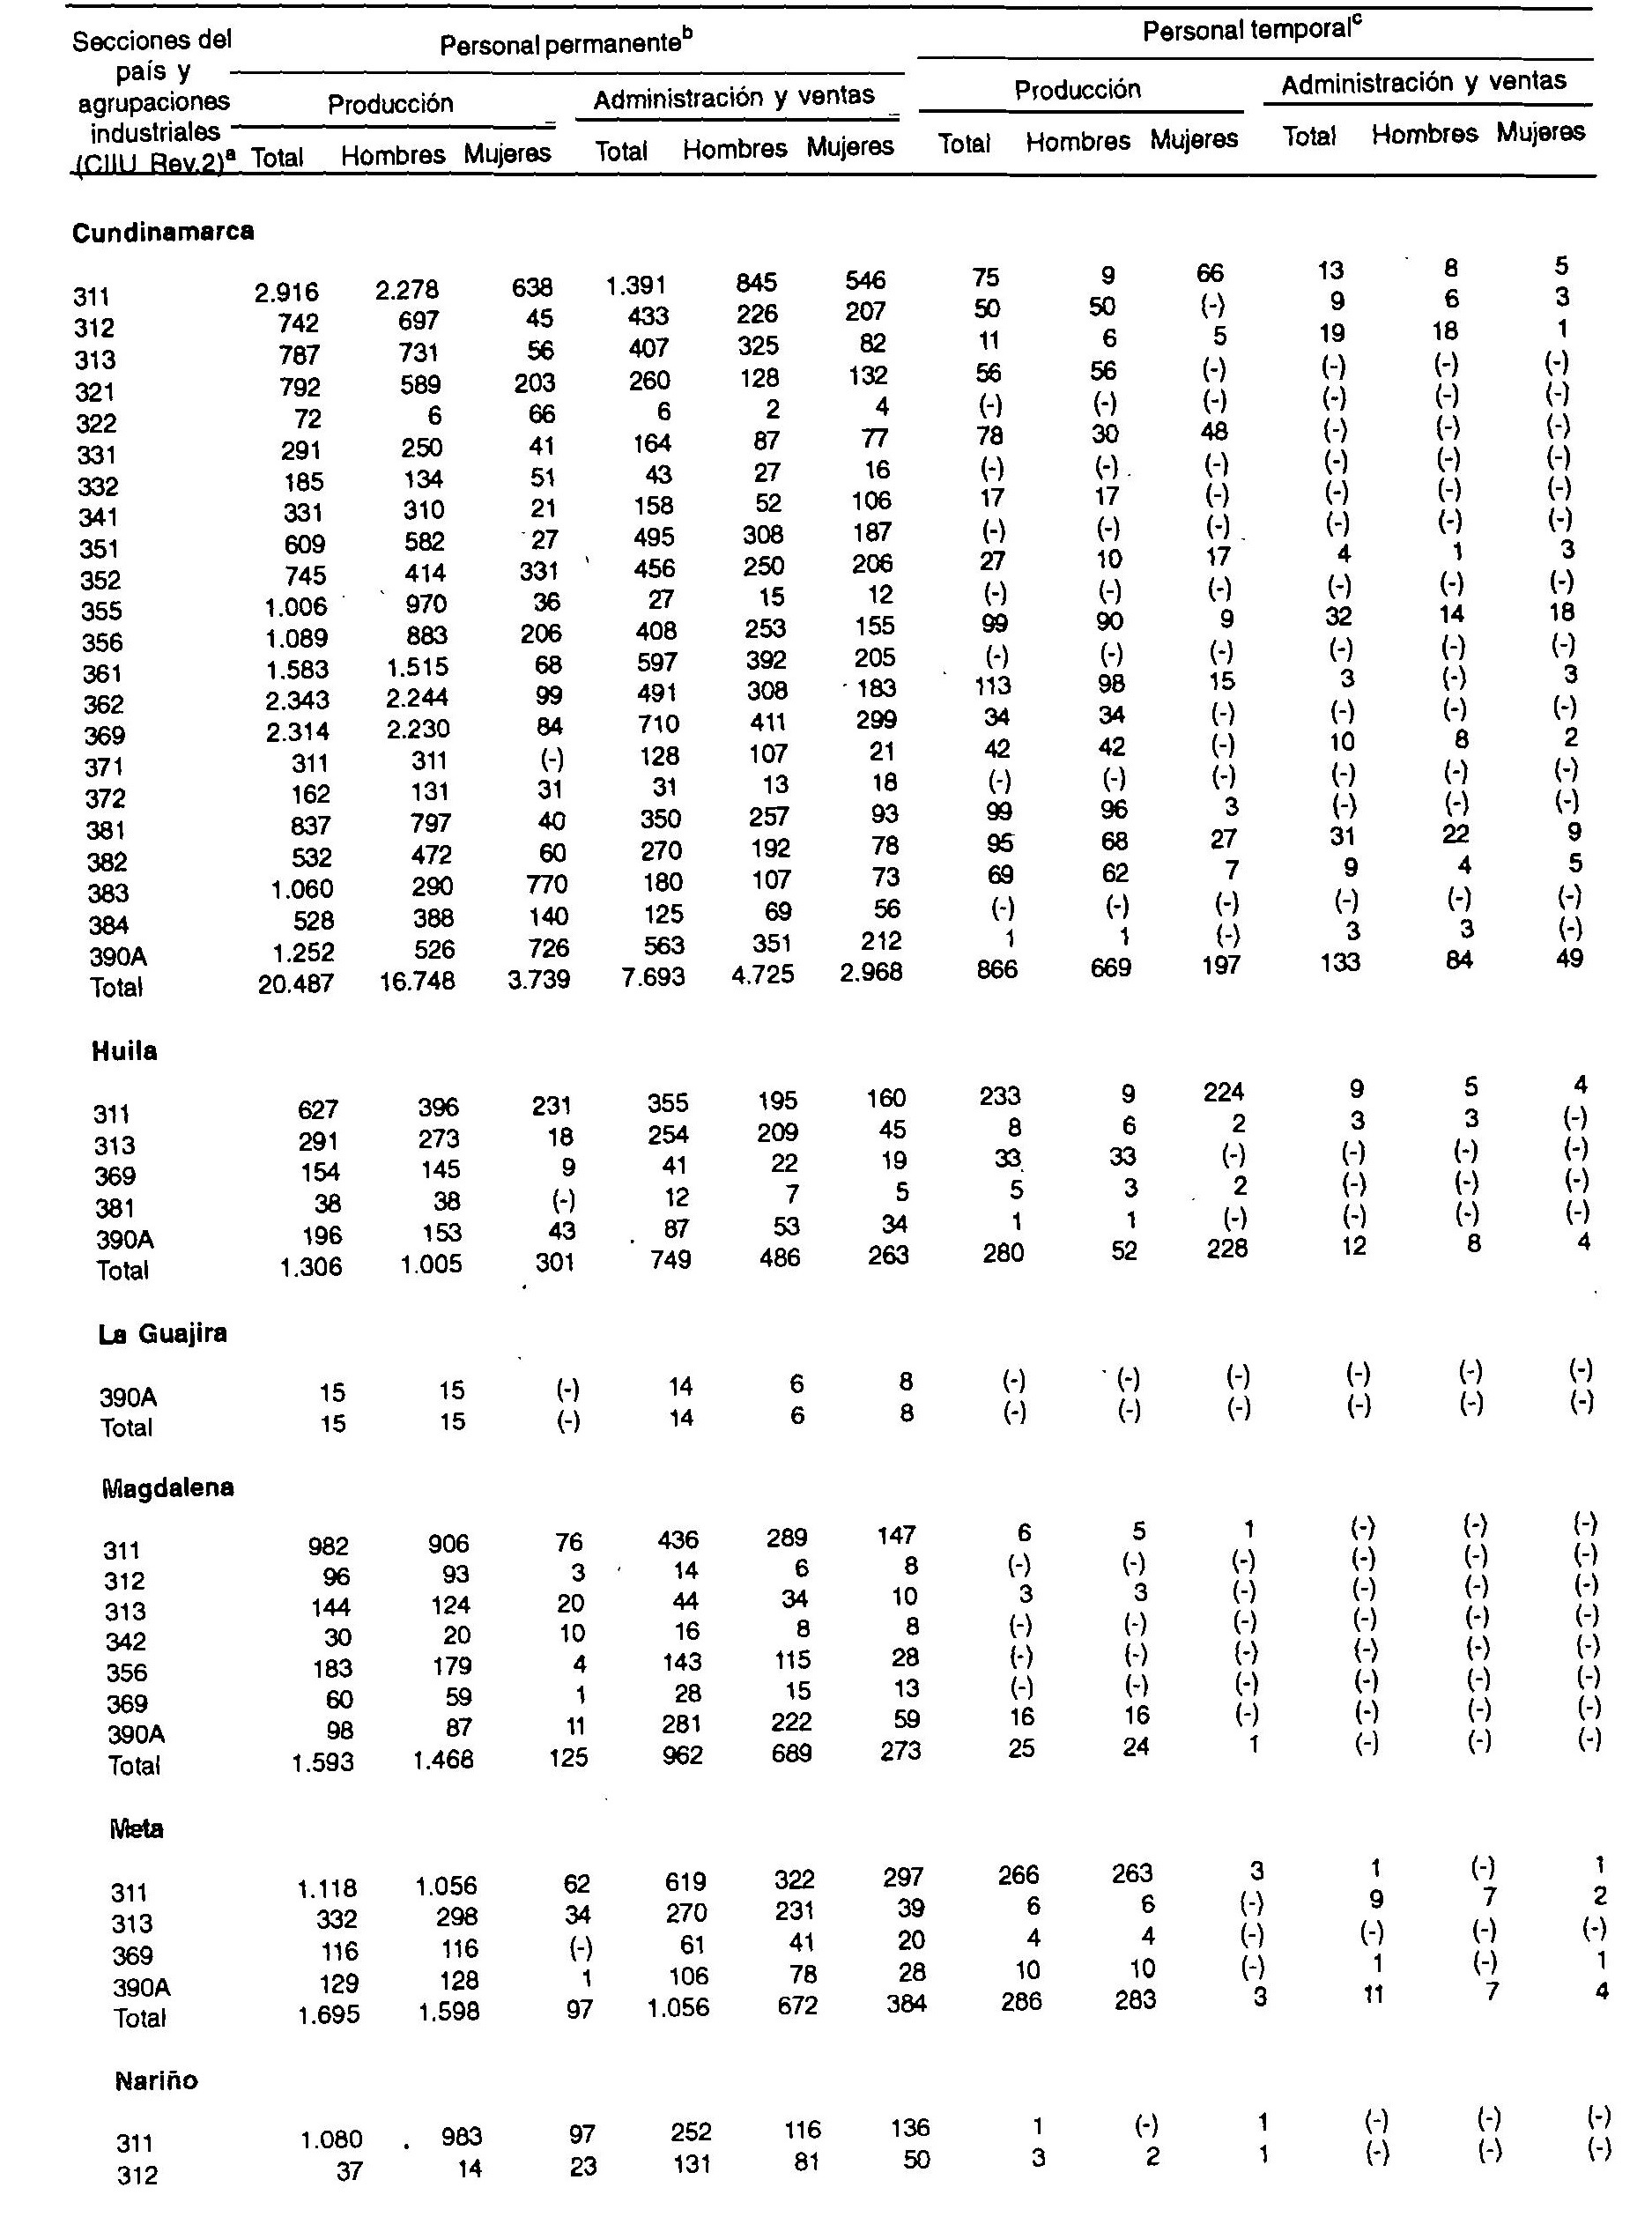 Secciones del país y agrupaciones industriales (CIIU Rev.2)a Personal permanenteb Personal temporalc
Producción Administración y ventas Producción Administración y ventas
Total Hombres Mujeres Total Hombres Mujeres Total Hombres Mujeres Total Hombres Mujeres
Cundinamarca
311 2.916 2.278 638 1.391 845 546 75 9 66 13 8 5
312 742 697 45 433 226 207 50 50 (-) 9 6 3
313 787 731 56 407 325 82 11 6 5 19 18 1
321 792 589 203 260 128 132 56 56 (-) (-) (-) (-)
322 72 6 66 6 2 4 (-) (-) (-) (-) (-) (-)
331 291 250 41 164 87 77 78 30 48 (-) (-) (-)
332 185 134 51 43 27 16 (-) (-) (-) (-) (-) (-)
341 331 310 21 158 52 106 17 17 (-) (-) (-) (-)
351 609 582 27 495 308 187 (-) (-) (-) (-) (-) (-)
352 745 414 331 456 250 206 27 10 17 4 1 3
355 1.006 970 36 27 15 12 (-) (-) (-) (-) (-) (-)
356 1.089 883 206 408 253 155 99 90 9 32 14 18
361 1.583 1.515 68 597 392 205 (-) (-) (-) (-) (-) (-)
362 2.343 2.244 99 491 308 183 113 98 15 3 (-) 3
369 2.314 2.230 84 710 411 299 34 34 (-) (-) (-) (-)
371 311 311 (-) 128 107 21 42 42 (-) 10 8 2
372 162 131 31 31 13 18 (-) (-) (-) (-) (-) (-)
381 837 797 40 350 257 93 99 96 3 (-) (-) (-)
382 532 472 60 270 192 78 95 68 27 31 22 9
383 1.060 290 770 180 107 73 69 62 7 9 4 5
384 528 388 140 125 69 56 (-) (-) (-) (-) (-) (-)
390A 1.252 526 726 563 351 212 1 1 (-) 3 3 (-)
Total 20.487 16.748 3.739 7.693 4.725 2.968 866 669 197 133 84 49
Huila
311 627 396 231 355 195 160 233 9 224 9 5 4
313 291 273 18 254 209 45 8 6 2 3 3 (-)
369 154 145 9 41 22 19 33 33 (-) (-) (-) (-)
381 38 38 (-) 12 7 5 5 3 2 (-) (-) (-)
390A 196 153 43 87 53 34 1 1 (-) (-) (-) (-)
Total 1.306 1.005 301 749 486 263 280 52 228 12 8 4
La Guajira
390A 15 15 (-) 14 6 8 (-) (-) (-) (-) (-) (-)
Total 15 15 (-) 14 6 8 (-) (-) (-) (-) (-) (-)
Magdalena
311 982 906 76 436 289 147 6 5 1 (-) (-) (-)
312 96 93 3 14 6 8 (-) (-) (-) (-) (-) (-)
313 144 124 20 44 34 10 3 3 (-) (-) (-) (-)
342 30 20 10 16 8 8 (-) (-) (-) (-) (-) (-)
356 183 179 4 143 115 28 (-) (-) (-) (-) (-) (-)
369 60 59 1 28 15 13 (-) (-) (-) (-) (-) (-)
390A 98 87 11 281 222 59 16 16 (-) (-) (-) (-)
Total 1.593 1.468 125 962 689 273 25 24 1 (-) (-) (-)
Meta
311 1.118 1.056 62 619 322 297 266 263 3 1 (-) 1
313 332 298 34 270 231 39 6 6 (-) 9 7 2
369 116 116 (-) 61 41 20 4 4 (-) (-) (-) (-)
390A 129 128 1 106 78 28 10 10 (-) 1 (-) 1
Total 1.695 1.598 97 1.056 672 384 286 283 3 11 7 4
Nariño
311 1.080 983 97 252 116 136 1 (-) 1 (-) (-) (-)
312 37 14 23 131 81 50 3 2 1 (-) (-) (-)